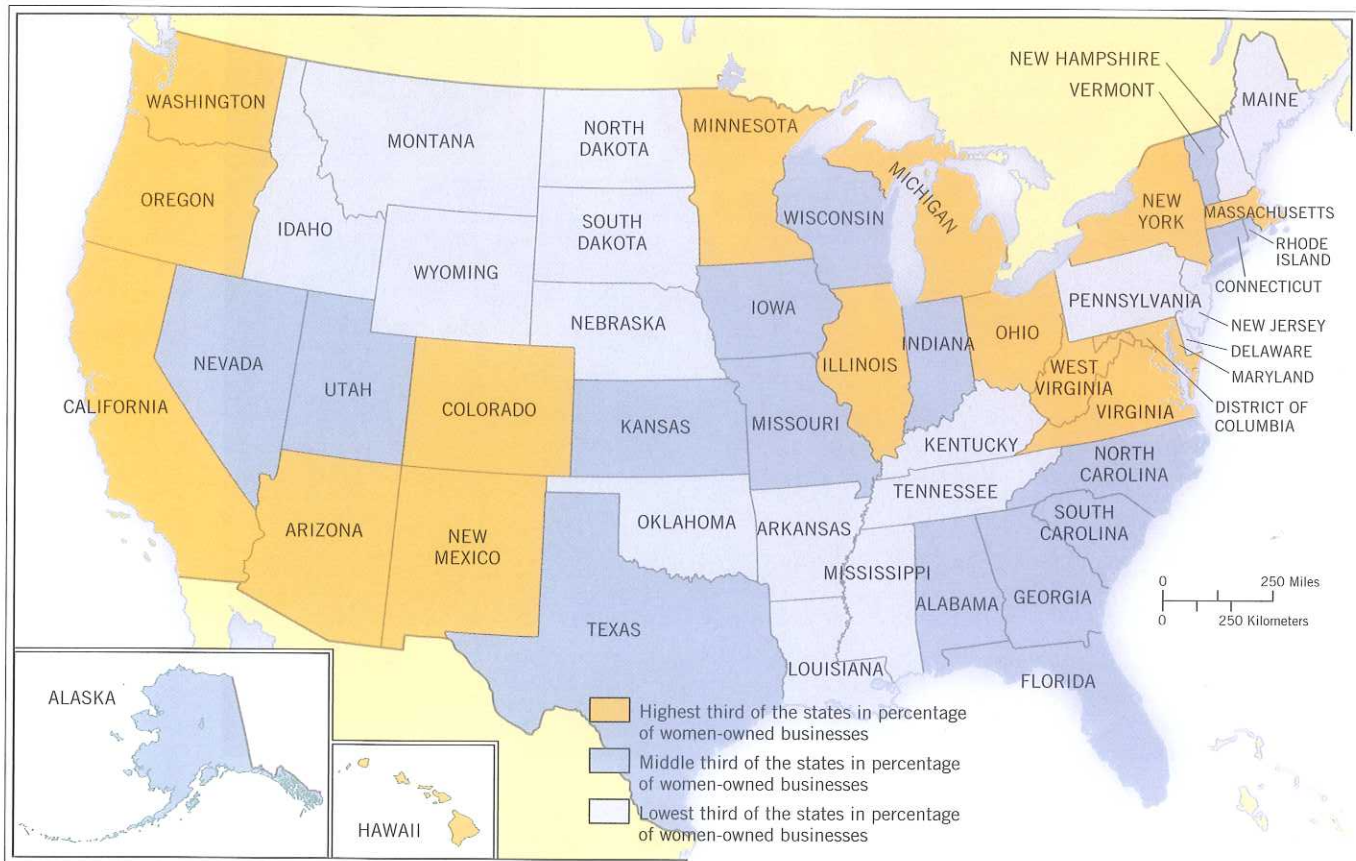 NEW HAMPSHIRE
VERMONT
MAINE
WASHINGTON
MONTANA
NORTH
DAKOTA
MINNESOTA
OREGON
IDAHO
SOUTH
DAKOTA
WISCONSIN
MICHIGAN
NEW
YORK
MASSACHUSETTS
RHODE
ISLAND
CONNECTICUT
WYOMING
IOWA
PENNSYLVANIA
NEW JERSEY
DELAWARE
MARYLAND
DISTRICT OF
COLUMBIA
NEBRASKA
NEVADA
UTAH
COLORADO
CALIFORNIA
KANSAS
MISSOURI
ILLINOIS
INDIANA
OHIO
WEST
VIRGINIA
VIRGINIA
KENTUCKY
NORTH
CAROLINA
TENNESSEE
SOUTH
CAROLINA
ARIZONA
NEW
MEXICO
OKLAHOMA
ARKANSAS
MISSISSIPPI
ALABAMA
GEORGIA
TEXAS
LOUISIANA
FLORIDA
0 250 Miles
0 250 Kilometers
ALASKA
HAWAII
Highest third of the states in percentage
of women-owned businesses
Middle third of the states in percentage
of women-owned businesses
Lowest third of the states in percentage
of women-owned businesses